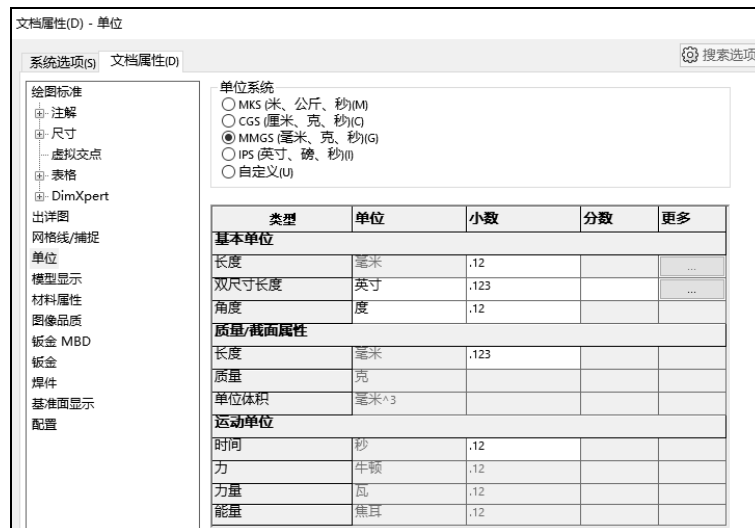 文档属性(D) - 单位
系统选项(S) 文档属性(D)
搜索选项
绘图标准
注解
尺寸
虚拟交点
表格
DimXpert
出详图
网格线/捕捉
单位
模型显示
材料属性
图像品质
钣金 MBD
钣金
焊件
基准面显示
配置
单位系统
MKS (米、公斤、秒)(M)
CGS (厘米、克、秒)(C)
MMGS (毫米、克、秒)(G)
IPS (英寸、磅、秒)(I)
自定义(U)
类型 单位 小数 分数 更多
基本单位
长度 毫米 .12 ...
双尺寸长度 英寸 .123 ...
角度 度 .12
质量/截面属性
长度 毫米 .123
质量 克
单位体积 毫米^3
运动单位
时间 秒 .12
力 牛顿 .12
力量 瓦 .12
能量 焦耳 .12